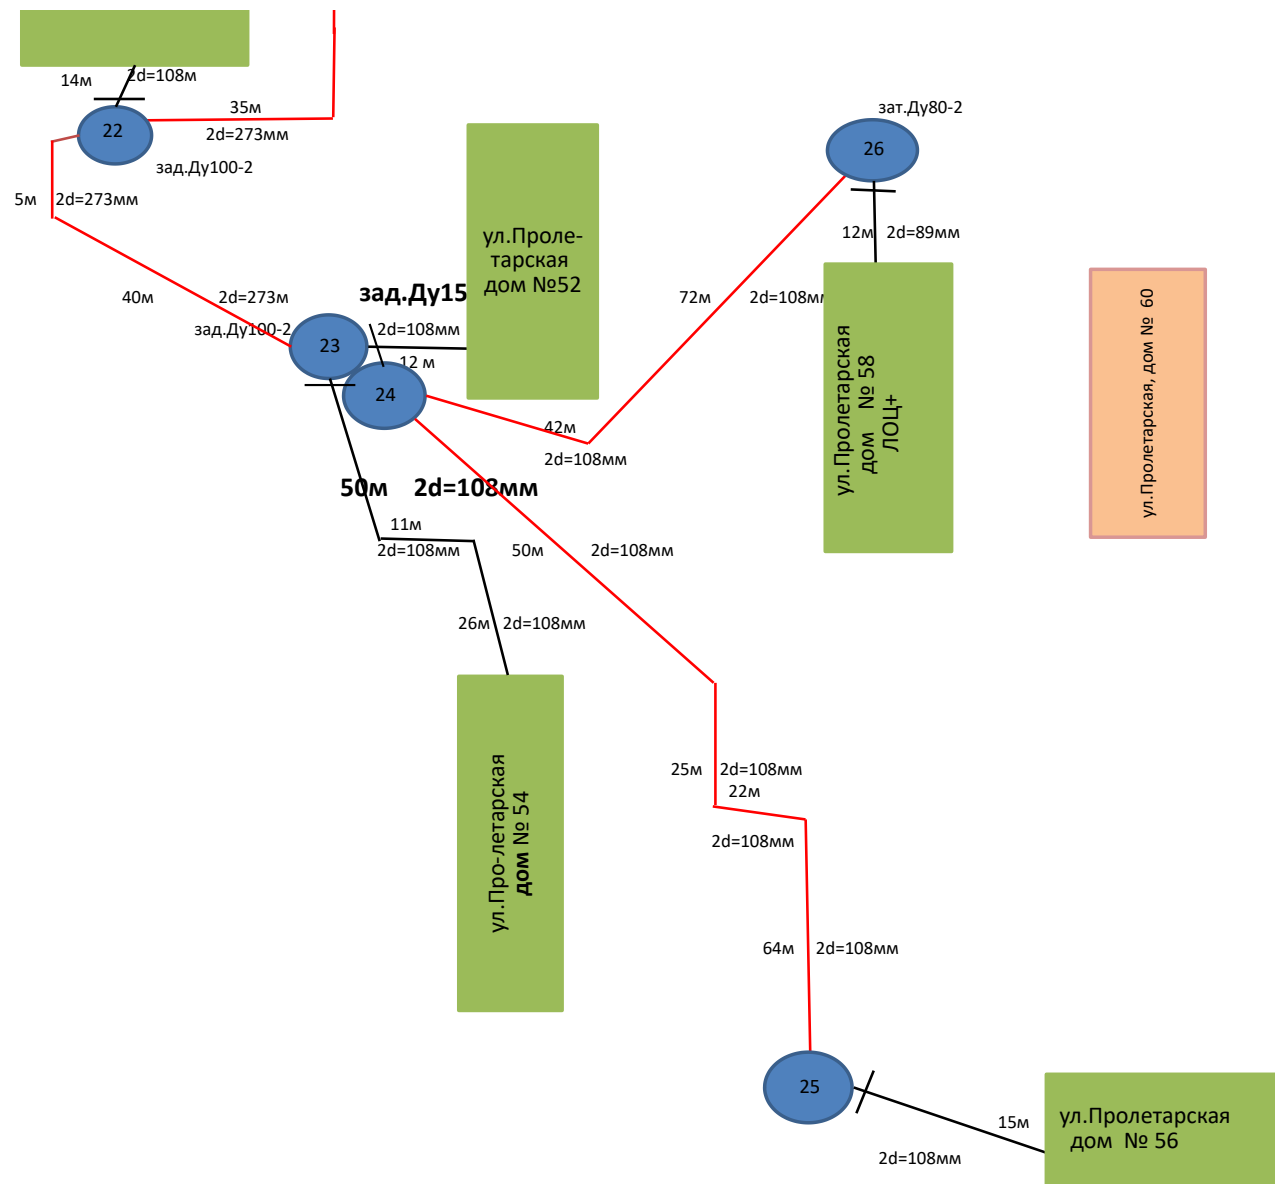 14м
2d=108м
35м
2d=273мм
22
зад.Ду100-2
5м
2d=273мм
зат.Ду80-2
26
12м
2d=89мм
ул.Проле-
тарская
дом №52
40м
2d=273м
зад.Ду15
зад.Ду100-2
2d=108мм
23
12 м
24
72м
2d=108мм
ул.Пролетарская
дом № 58
ЛОЦ+
ул.Пролетарская, дом № 60
42м
2d=108мм
50м 2d=108мм
11м
2d=108мм
50м
2d=108мм
26м
2d=108мм
ул.Про-летарская
дом № 54
25м
2d=108мм
22м
2d=108мм
64м
2d=108мм
25
15м
2d=108мм
ул.Пролетарская
дом № 56